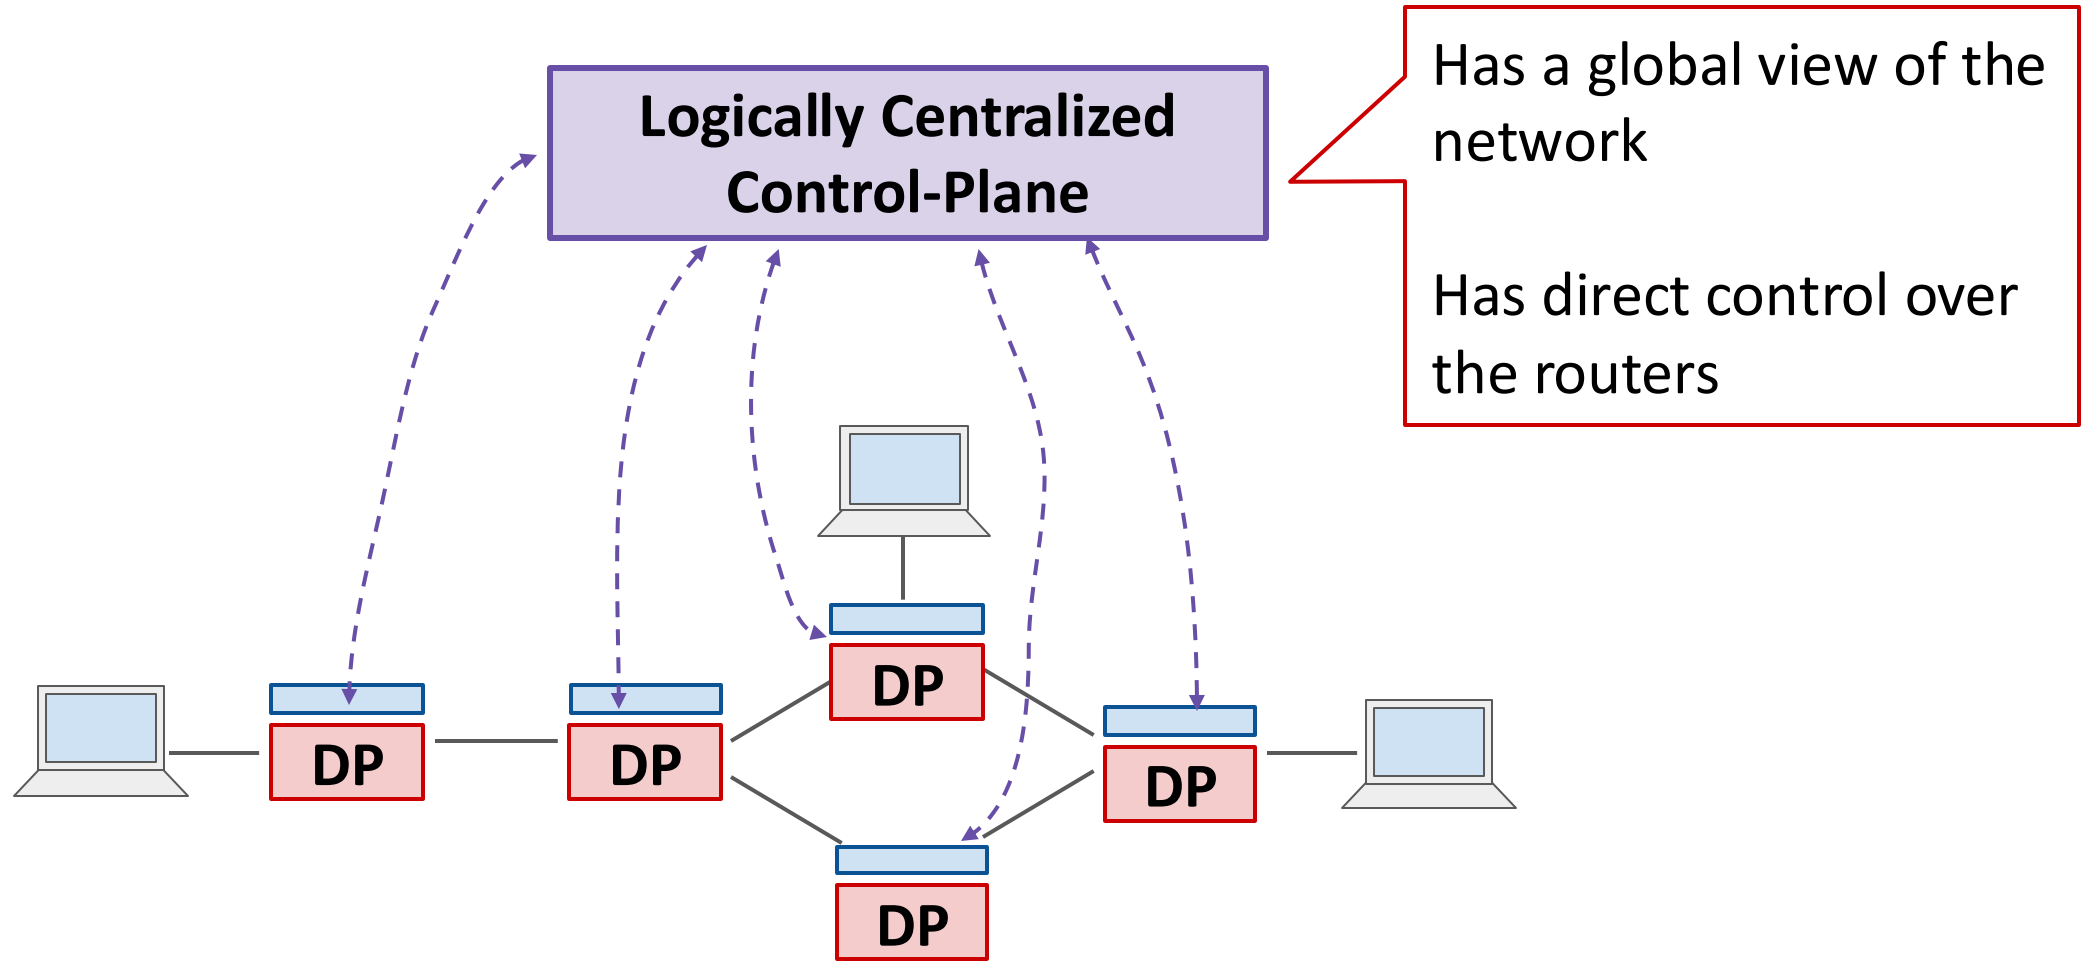 Logically Centralized
Control-Plane
Has a global view of the
network
Has direct control over
the routers
DP
DP
DP
DP
DP